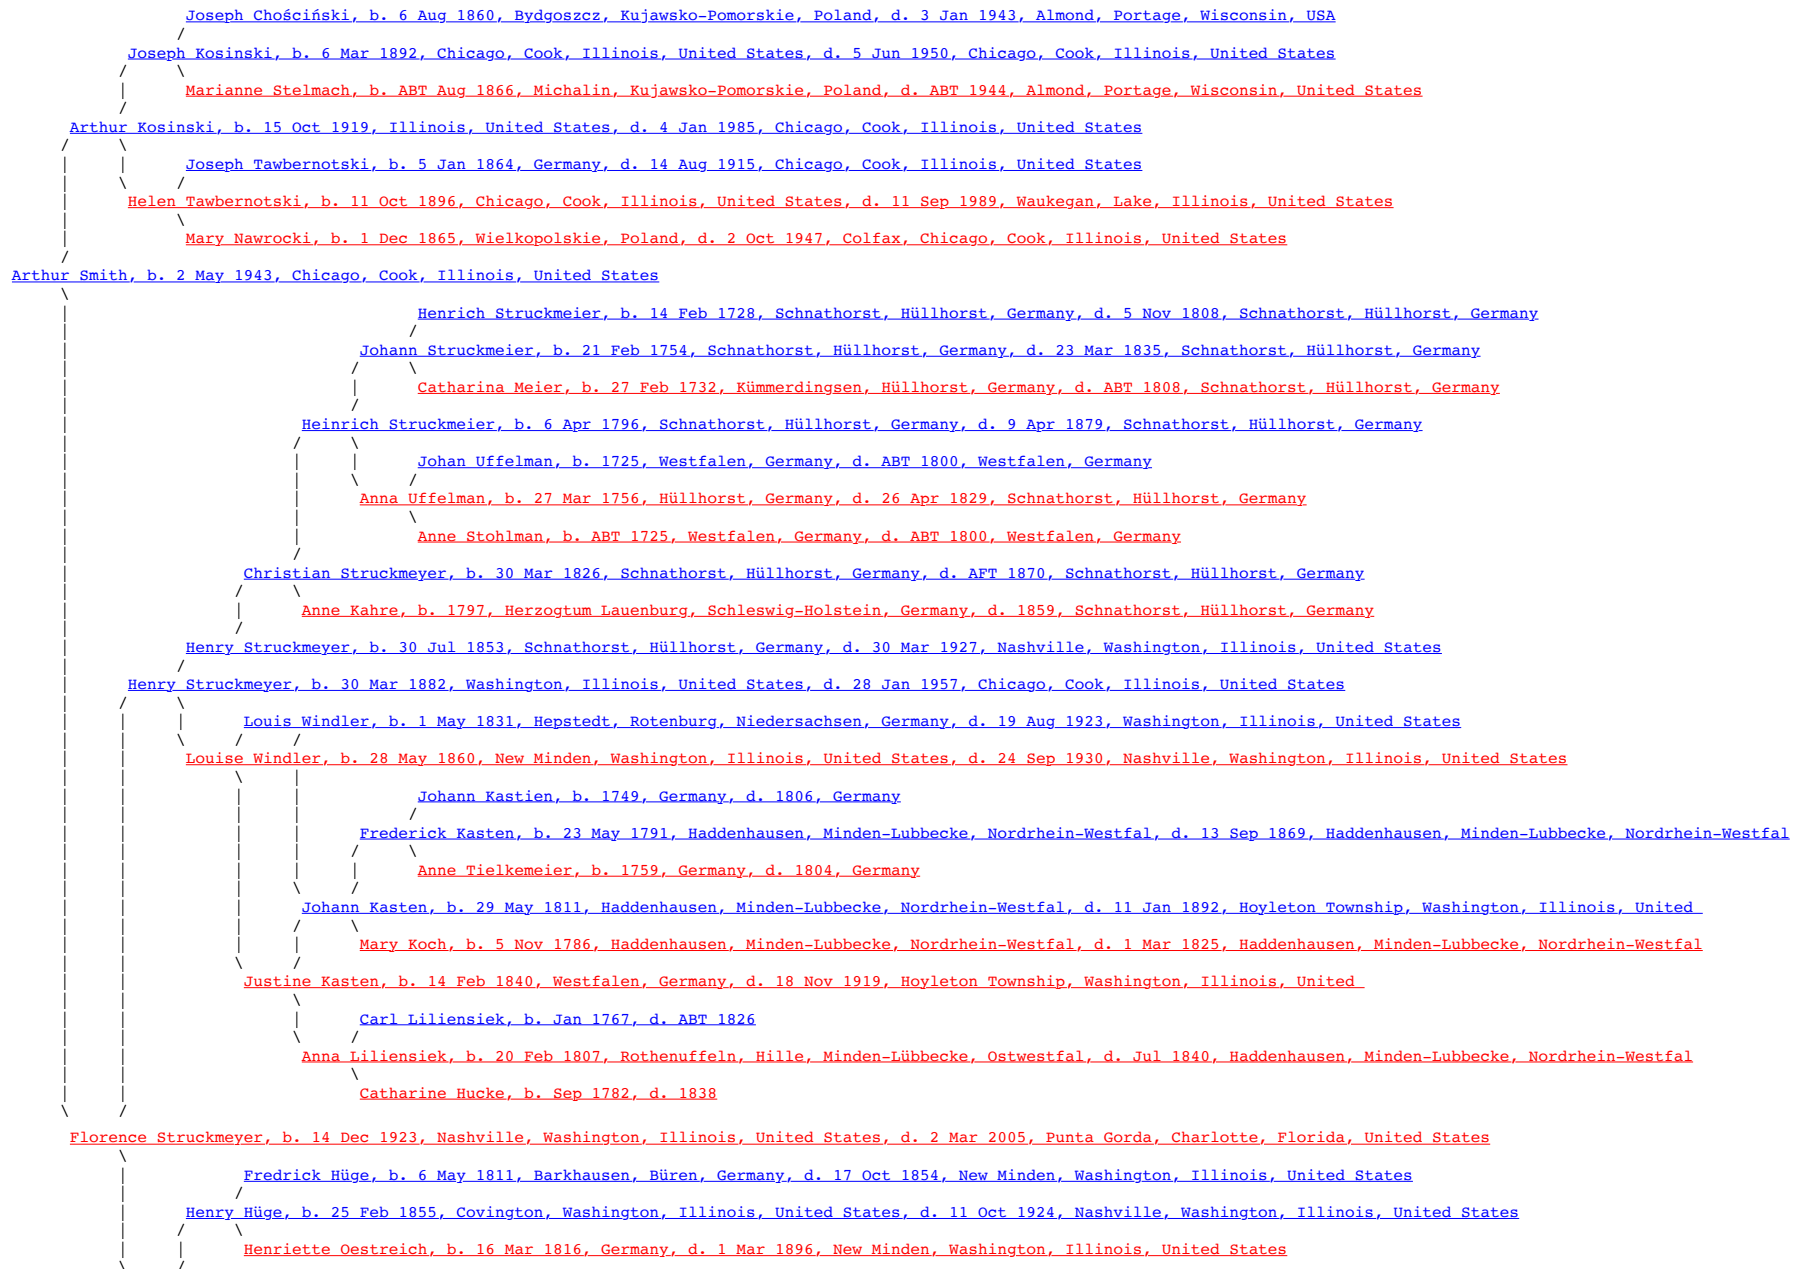 Joseph Chościński, b. 6 Aug 1860, Bydgoszcz, Kujawsko-Pomorskie, Poland, d. 3 Jan 1943, Almond, Portage, Wisconsin, USA
Joseph Kosinski, b. 6 Mar 1892, Chicago, Cook, Illinois, United States, d. 5 Jun 1950, Chicago, Cook, Illinois, United States
Marianne Stelmach, b. ABT Aug 1866, Michalin, Kujawsko-Pomorskie, Poland, d. ABT 1944, Almond, Portage, Wisconsin, United States
Arthur Kosinski, b. 15 Oct 1919, Illinois, United States, d. 4 Jan 1985, Chicago, Cook, Illinois, United States
Joseph Tawbernotski, b. 5 Jan 1864, Germany, d. 14 Aug 1915, Chicago, Cook, Illinois, United States
Helen Tawbernotski, b. 11 Oct 1896, Chicago, Cook, Illinois, United States, d. 11 Sep 1989, Waukegan, Lake, Illinois, United States
Mary Nawrocki, b. 1 Dec 1865, Wielkopolskie, Poland, d. 2 Oct 1947, Colfax, Chicago, Cook, Illinois, United States
Arthur Smith, b. 2 May 1943, Chicago, Cook, Illinois, United States
Henrich Struckmeier, b. 14 Feb 1728, Schnathorst, Hüllhorst, Germany, d. 5 Nov 1808, Schnathorst, Hüllhorst, Germany
Johann Struckmeier, b. 21 Feb 1754, Schnathorst, Hüllhorst, Germany, d. 23 Mar 1835, Schnathorst, Hüllhorst, Germany
Catharina Meier, b. 27 Feb 1732, Kümmerdingsen, Hüllhorst, Germany, d. ABT 1808, Schnathorst, Hüllhorst, Germany
Heinrich Struckmeier, b. 6 Apr 1796, Schnathorst, Hüllhorst, Germany, d. 9 Apr 1879, Schnathorst, Hüllhorst, Germany
Johan Uffelman, b. 1725, Westfalen, Germany, d. ABT 1800, Westfalen, Germany
Anna Uffelman, b. 27 Mar 1756, Hüllhorst, Germany, d. 26 Apr 1829, Schnathorst, Hüllhorst, Germany
Anne Stohlman, b. ABT 1725, Westfalen, Germany, d. ABT 1800, Westfalen, Germany
Christian Struckmeyer, b. 30 Mar 1826, Schnathorst, Hüllhorst, Germany, d. AFT 1870, Schnathorst, Hüllhorst, Germany
Anne Kahre, b. 1797, Herzogtum Lauenburg, Schleswig-Holstein, Germany, d. 1859, Schnathorst, Hüllhorst, Germany
Henry Struckmeyer, b. 30 Jul 1853, Schnathorst, Hüllhorst, Germany, d. 30 Mar 1927, Nashville, Washington, Illinois, United States
Henry Struckmeyer, b. 30 Mar 1882, Washington, Illinois, United States, d. 28 Jan 1957, Chicago, Cook, Illinois, United States
Louis Windler, b. 1 May 1831, Hepstedt, Rotenburg, Niedersachsen, Germany, d. 19 Aug 1923, Washington, Illinois, United States
Louise Windler, b. 28 May 1860, New Minden, Washington, Illinois, United States, d. 24 Sep 1930, Nashville, Washington, Illinois, United States
Johann Kastien, b. 1749, Germany, d. 1806, Germany
Frederick Kasten, b. 23 May 1791, Haddenhausen, Minden-Lubbecke, Nordrhein-Westfal, d. 13 Sep 1869, Haddenhausen, Minden-Lubbecke, Nordrhein-Westfal
Anne Tielkemeier, b. 1759, Germany, d. 1804, Germany
Johann Kasten, b. 29 May 1811, Haddenhausen, Minden-Lubbecke, Nordrhein-Westfal, d. 11 Jan 1892, Hoyleton Township, Washington, Illinois, United
Mary Koch, b. 5 Nov 1786, Haddenhausen, Minden-Lubbecke, Nordrhein-Westfal, d. 1 Mar 1825, Haddenhausen, Minden-Lubbecke, Nordrhein-Westfal
Justine Kasten, b. 14 Feb 1840, Westfalen, Germany, d. 18 Nov 1919, Hoyleton Township, Washington, Illinois, United
Carl Liliensiek, b. Jan 1767, d. ABT 1826
Anna Liliensiek, b. 20 Feb 1807, Rothenuffeln, Hille, Minden-Lübbecke, Ostwestfal, d. Jul 1840, Haddenhausen, Minden-Lubbecke, Nordrhein-Westfal
Catharine Hucke, b. Sep 1782, d. 1838
Florence Struckmeyer, b. 14 Dec 1923, Nashville, Washington, Illinois, United States, d. 2 Mar 2005, Punta Gorda, Charlotte, Florida, United States
Fredrick Hüge, b. 6 May 1811, Barkhausen, Büren, Germany, d. 17 Oct 1854, New Minden, Washington, Illinois, United States
Henry Hüge, b. 25 Feb 1855, Covington, Washington, Illinois, United States, d. 11 Oct 1924, Nashville, Washington, Illinois, United States
Henriette Oestreich, b. 16 Mar 1816, Germany, d. 1 Mar 1896, New Minden, Washington, Illinois, United States